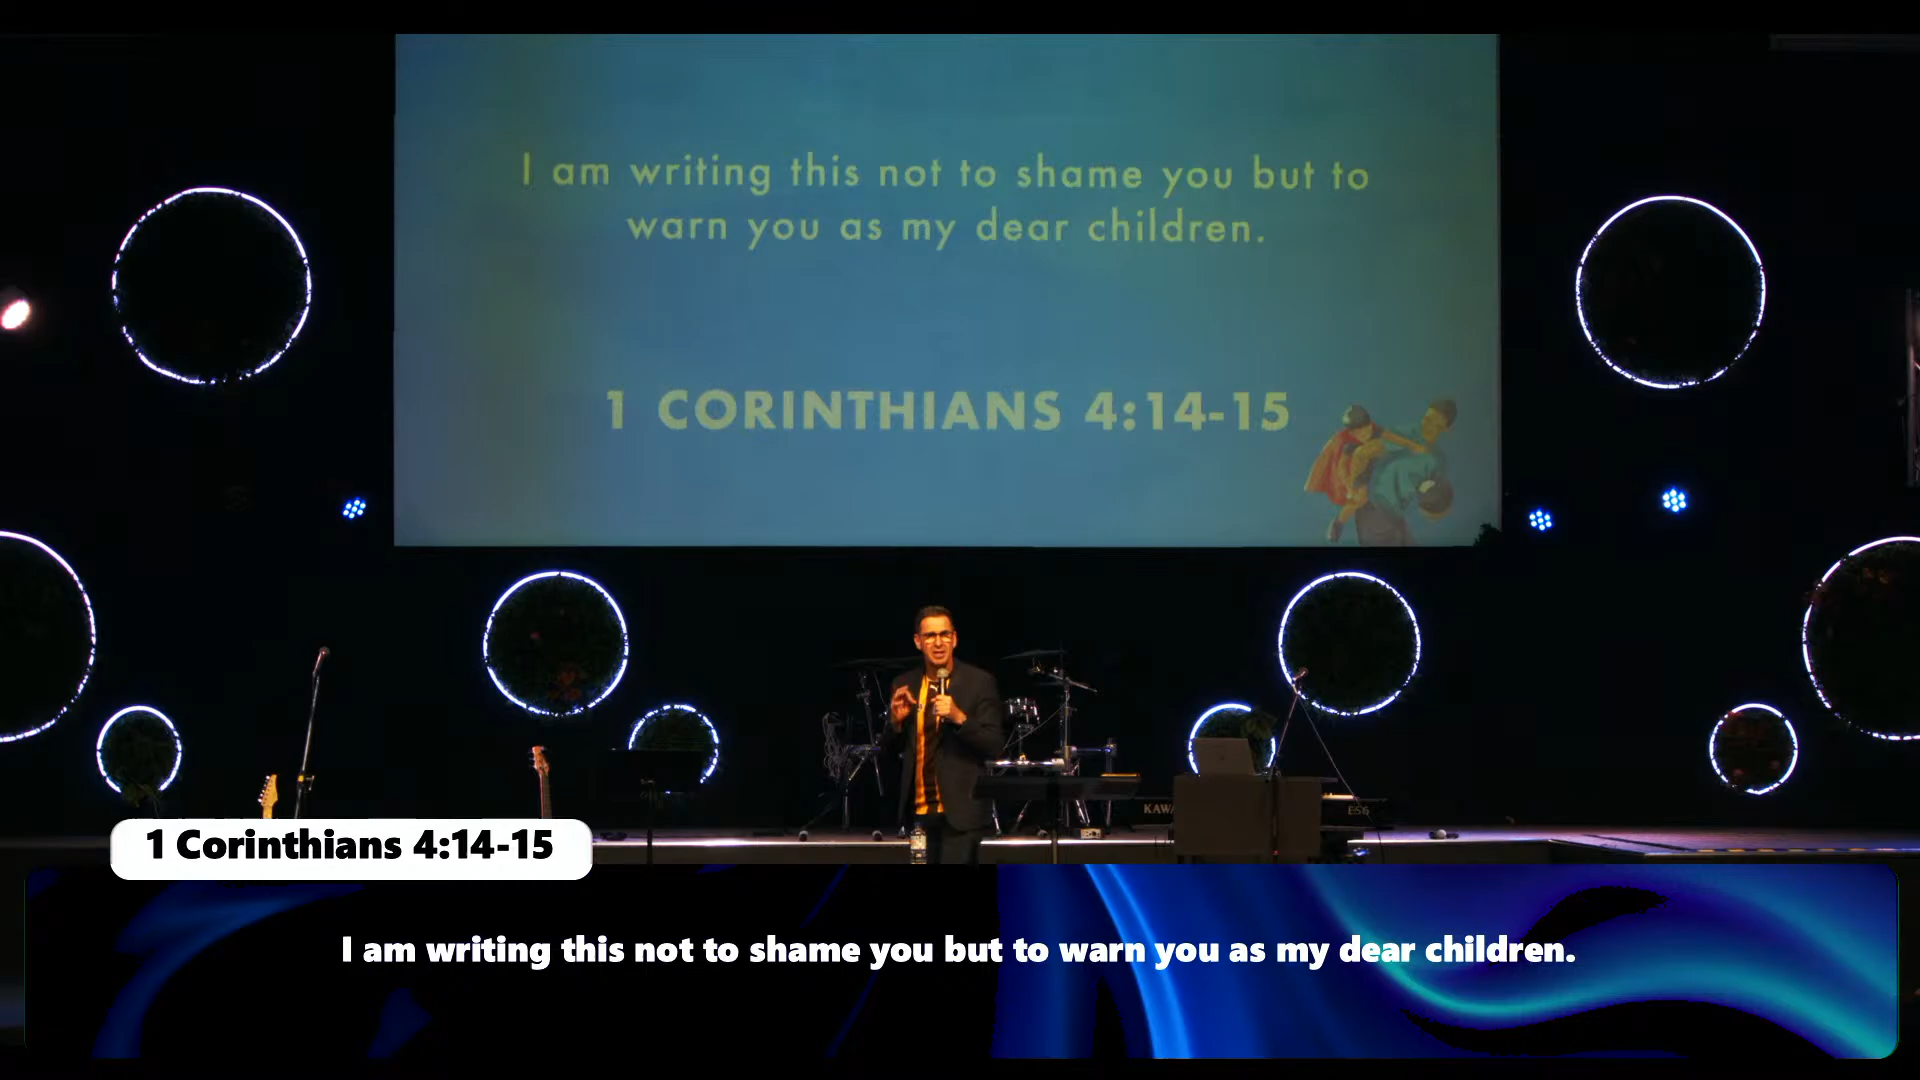 I am writing this not to shame you but to
warn you as my dear children.
1 CORINTHIANS 4:14-15
KAWA
ES6
1 Corinthians 4:14-15
I am writing this not to shame you but to warn you as my dear children.